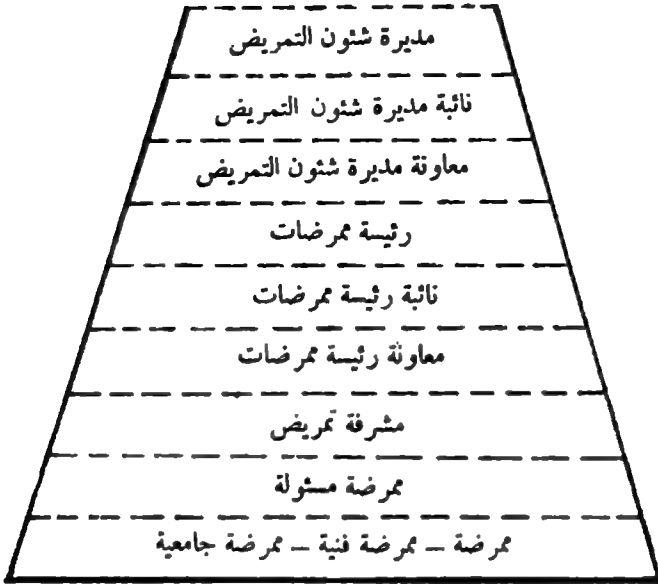 مديرة شئون التمريض
نائبة مديرة شئون التمريض
معاونة مديرة شئون التمريض
رئيسة ممرضات
نائبة رئيسة ممرضات
معاونة رئيسة ممرضات
مشرفة تمريض
ممرضة مسئولة
ممرضة – ممرضة فنية – ممرضة جامعية